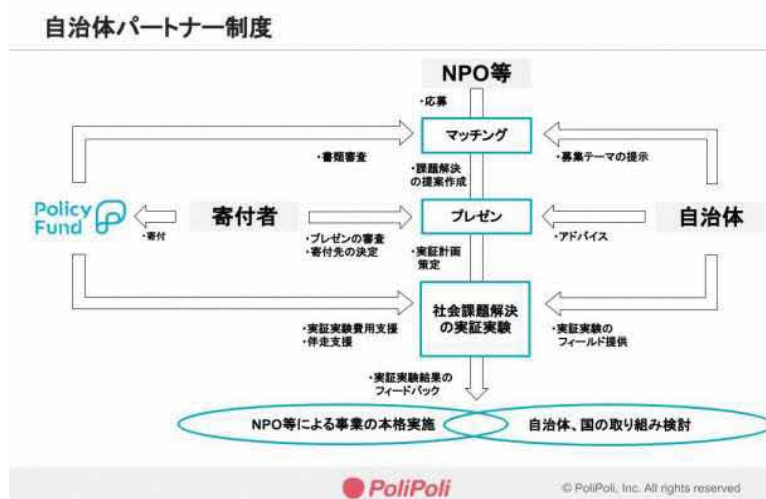 自治体パートナー制度
NPO等
・応募
マッチング
・書類審査
・募集テーマの提示
・課題解決
の提案作成
Policy
Fund
・寄付
寄付者
プレゼン
自治体
・プレゼンの審査
・寄付先の決定
・アドバイス
・実証計画
策定
社会課題解決
の実証実験
・実証実験費用支援
・伴走支援
・実証実験の
フィールド提供
・実証実験結果の
フィードバック
NPO等による事業の本格実施
自治体、国の取り組み検討
PoliPoli
© PoliPoli, Inc. All rights reserved